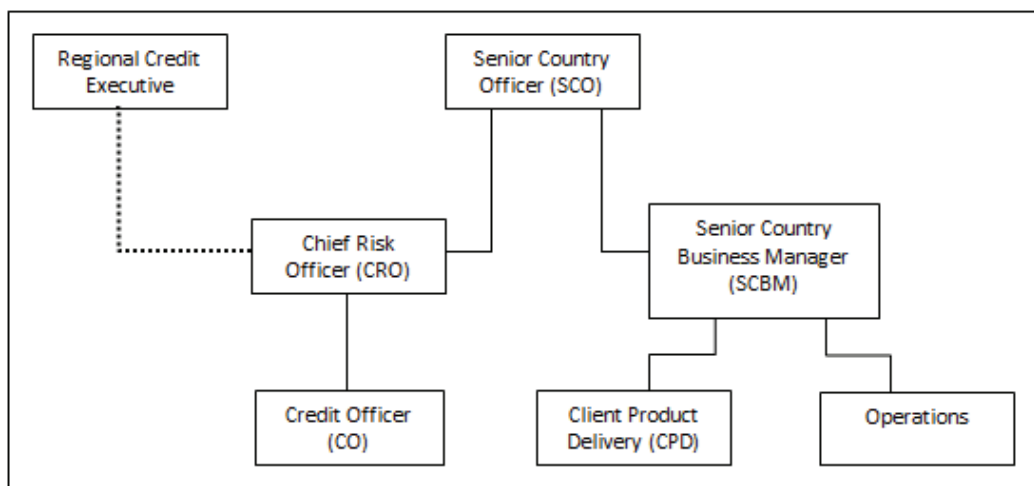 Regional Credit
Executive
Senior Country
Officer (SCO)
Chief Risk
Officer (CRO)
Senior Country
Business Manager
(SCBM)
Credit Officer
(CO)
Client Product
Delivery (CPD)
Operations